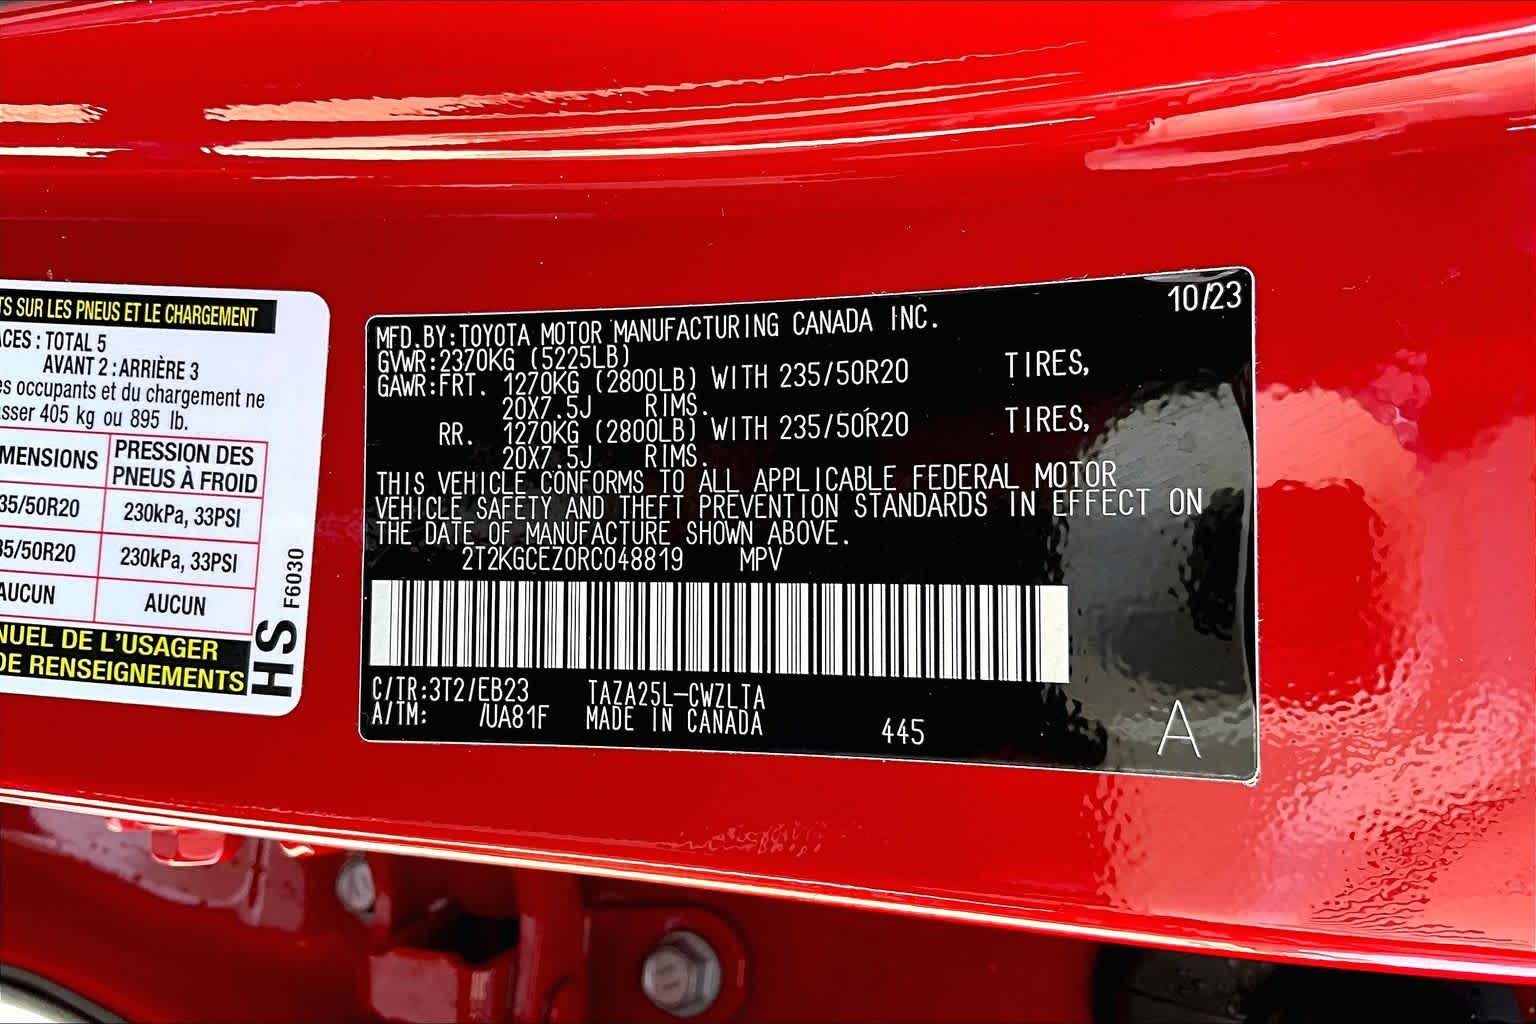 TS SUR LES PNEUS ET LE CHARGEMENT
ACES : TOTAL 5
AVANT 2 : ARRIÈRE 3
es occupants et du chargement ne
asser 405 kg ou 895 lb.
MENSIONS
PRESSION DES
PNEUS À FROID
35/50R20
230kPa, 33PSI
35/50R20
230kPa, 33PSI
AUCUN
AUCUN
NUEL DE L'USAGER
DE RENSEIGNEMENTS
HS F6030
10/23
MFD.BY:TOYOTA MOTOR MANUFACTURING CANADA INC.
GVWR:2370KG (5225LB)
GAWR:FRT. 1270KG (2800LB) WITH 235/50R20 TIRES,
20X7.5J RIMS.
RR. 1270KG (2800LB) WITH 235/50R20 TIRES,
20X7.5J RIMS.
THIS VEHICLE CONFORMS TO ALL APPLICABLE FEDERAL MOTOR
VEHICLE SAFETY AND THEFT PREVENTION STANDARDS IN EFFECT ON
THE DATE OF MANUFACTURE SHOWN ABOVE.
2T2KGCEZ0RC048819 MPV
C/TR:3T2/EB23 TAZA25L-CWZLTA
A/TM: /UA81F MADE IN CANADA
445
A